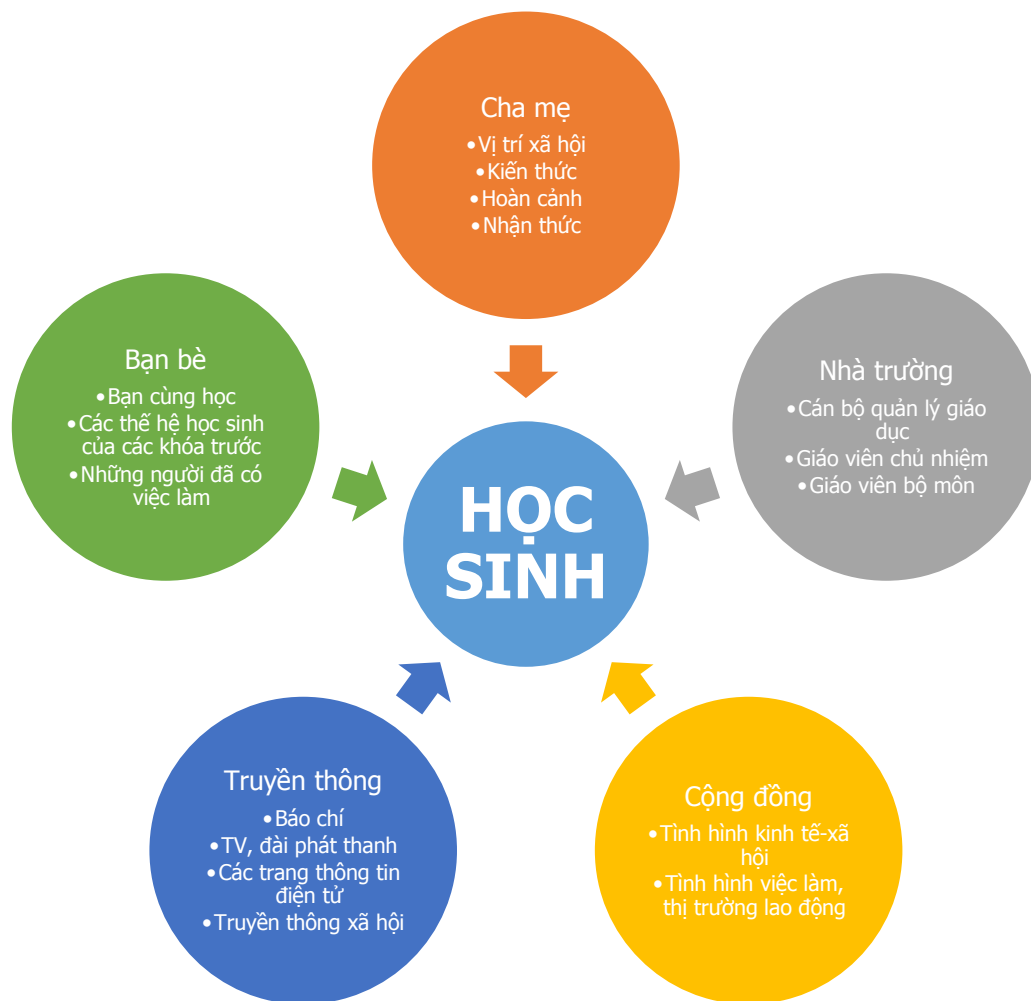 Cha mẹ
•Vị trí xã hội
•Kiến thức
•Hoàn cảnh
•Nhận thức
Bạn bè
•Bạn cùng học
•Các thế hệ học sinh
của các khóa trước
•Những người đã có
việc làm
Nhà trường
•Cán bộ quản lý giáo
dục
•Giáo viên chủ nhiệm
•Giáo viên bộ môn
HỌC
SINH
Truyền thông
•Báo chí
•TV, đài phát thanh
•Các trang thông tin
điện tử
•Truyền thông xã hội
Cộng đồng
•Tình hình kinh tế-xã
hội
•Tình hình việc làm,
thị trường lao động